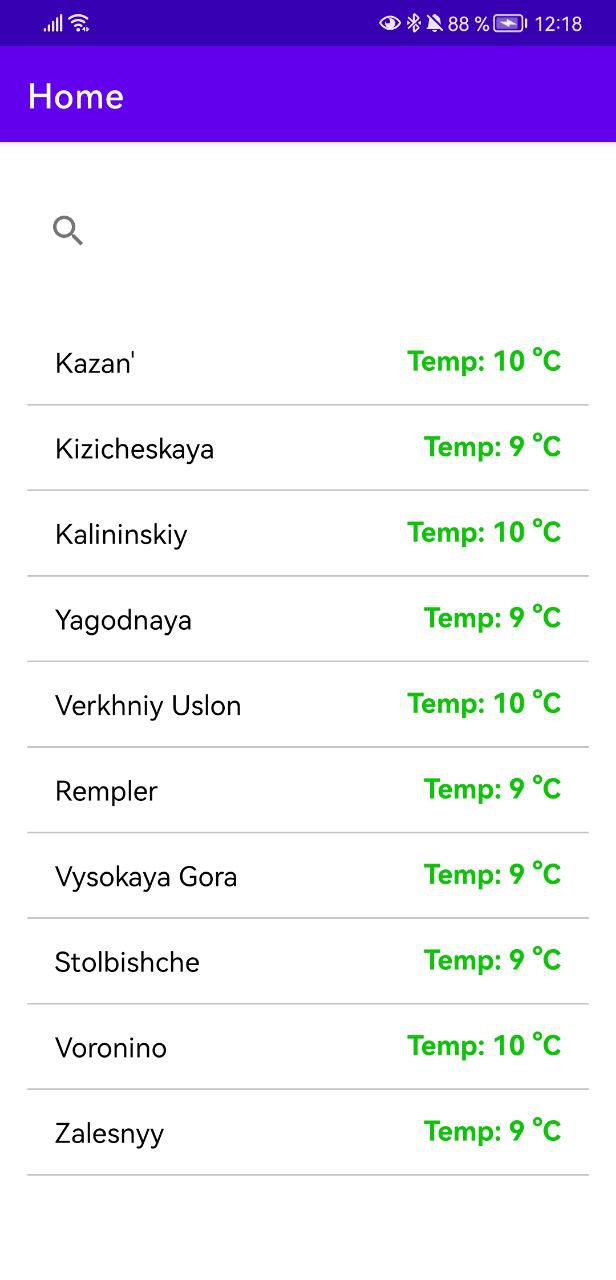 88 % 12:18
Home
Kazan' Temp: 10 °C
Kizicheskaya Temp: 9 °C
Kalininskiy Temp: 10 °C
Yagodnaya Temp: 9 °C
Verkhniy Uslon Temp: 10 °C
Rempler Temp: 9 °C
Vysokaya Gora Temp: 9 °C
Stolbishche Temp: 9 °C
Voronino Temp: 10 °C
Zalesnyy Temp: 9 °C